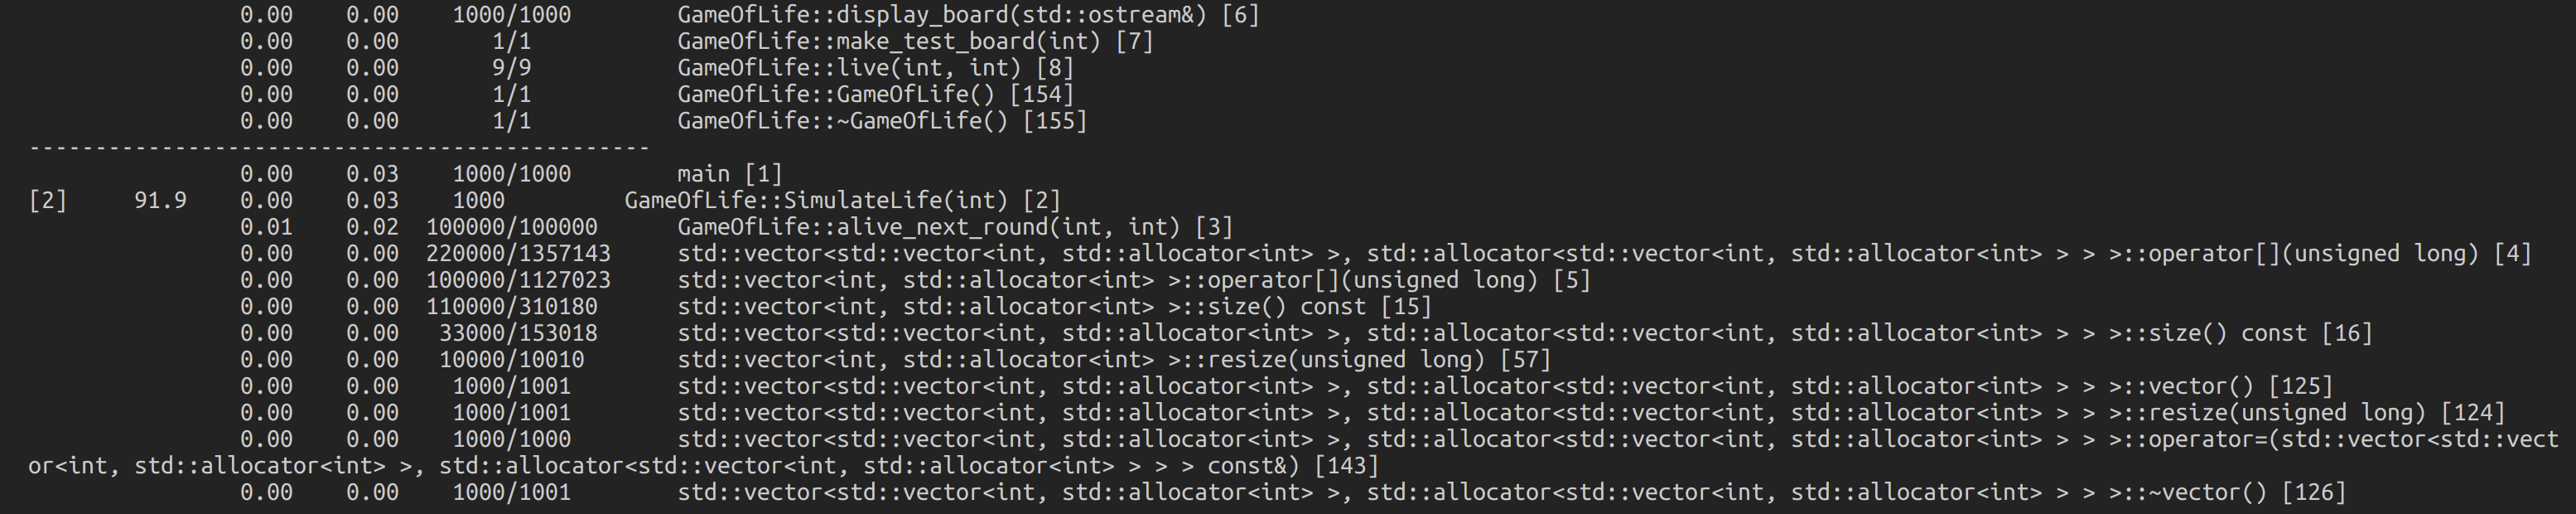 0.00 0.00 1000/1000 GameOfLife::display_board(std::ostream&) [6]
0.00 0.00 1/1 GameOfLife::make_test_board(int) [7]
0.00 0.00 9/9 GameOfLife::live(int, int) [8]
0.00 0.00 1/1 GameOfLife::GameOfLife() [154]
0.00 0.00 1/1 GameOfLife::~GameOfLife() [155]
-----------------------------------------------
0.00 0.03 1000/1000 main [1]
[2] 91.9 0.00 0.03 1000 GameOfLife::SimulateLife(int) [2]
0.01 0.02 100000/100000 GameOfLife::alive_next_round(int, int) [3]
0.00 0.00 220000/1357143 std::vector<std::vector<int, std::allocator<int> >, std::allocator<std::vector<int, std::allocator<int> > > >::operator[](unsigned long) [4]
0.00 0.00 100000/1127023 std::vector<int, std::allocator<int> >::operator[](unsigned long) [5]
0.00 0.00 110000/310180 std::vector<int, std::allocator<int> >::size() const [15]
0.00 0.00 33000/153018 std::vector<std::vector<int, std::allocator<int> >, std::allocator<std::vector<int, std::allocator<int> > > >::size() const [16]
0.00 0.00 10000/10010 std::vector<int, std::allocator<int> >::resize(unsigned long) [57]
0.00 0.00 1000/1001 std::vector<std::vector<int, std::allocator<int> >, std::allocator<std::vector<int, std::allocator<int> > > >::vector() [125]
0.00 0.00 1000/1001 std::vector<std::vector<int, std::allocator<int> >, std::allocator<std::vector<int, std::allocator<int> > > >::resize(unsigned long) [124]
0.00 0.00 1000/1000 std::vector<std::vector<int, std::allocator<int> >, std::allocator<std::vector<int, std::allocator<int> > > >::operator=(std::vector<std::vect
or<int, std::allocator<int> >, std::allocator<std::vector<int, std::allocator<int> > > > const&) [143]
0.00 0.00 1000/1001 std::vector<std::vector<int, std::allocator<int> >, std::allocator<std::vector<int, std::allocator<int> > > >::~vector() [126]